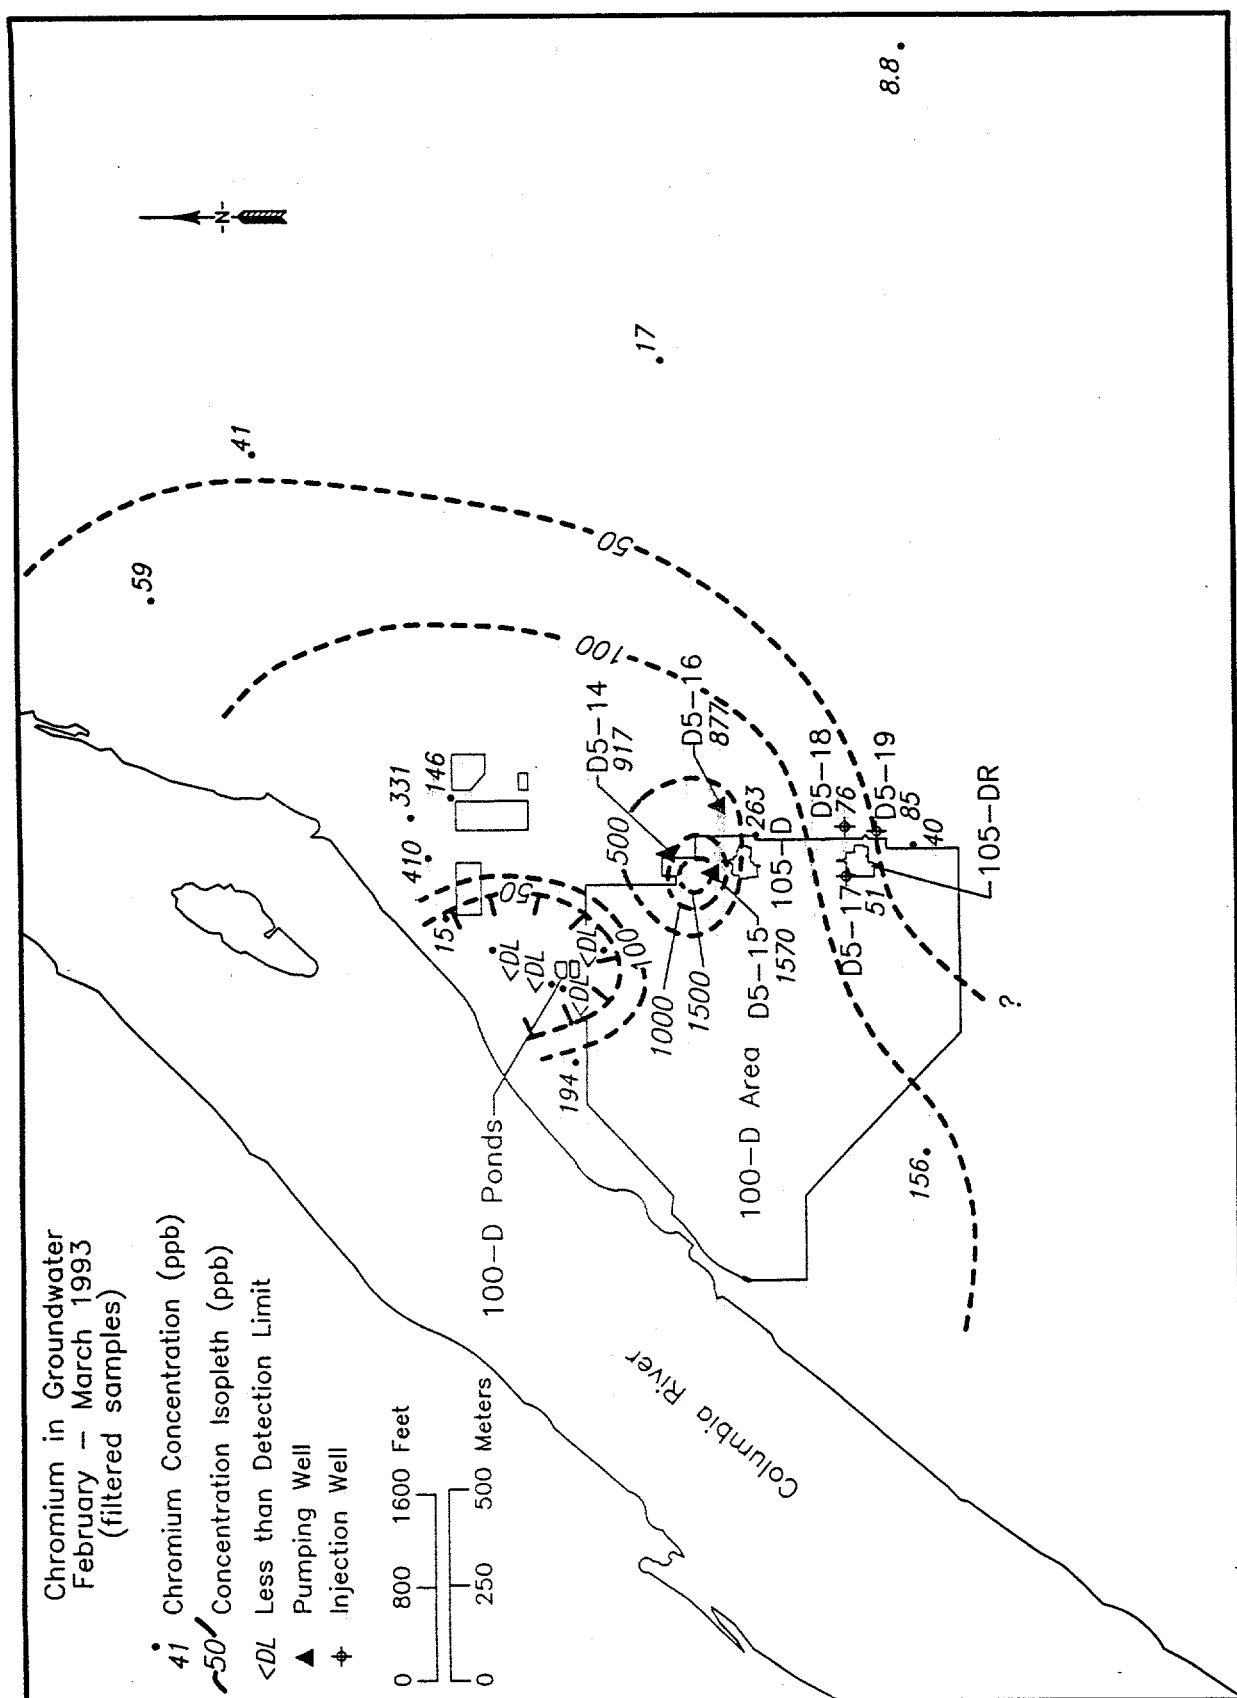 Chromium in Groundwater
February – March 1993
(filtered samples)
41 Chromium Concentration (ppb)
50 Concentration Isopleth (ppb)
<DL Less than Detection Limit
Pumping Well
Injection Well
0 800 1600 Feet
0 250 500 Meters
-N-
8.8
17
41
59
50
100
331
410
146
15
50
<DL
<DL
<DL
<DL
100
194
100-D Ponds
D5-14
917
D5-16
877
500
1000
1500
D5-15
1570
263
105-D
100-D Area
D5-18
76
D5-19
85
40
D5-17
51
105-DR
?
156
Columbia River